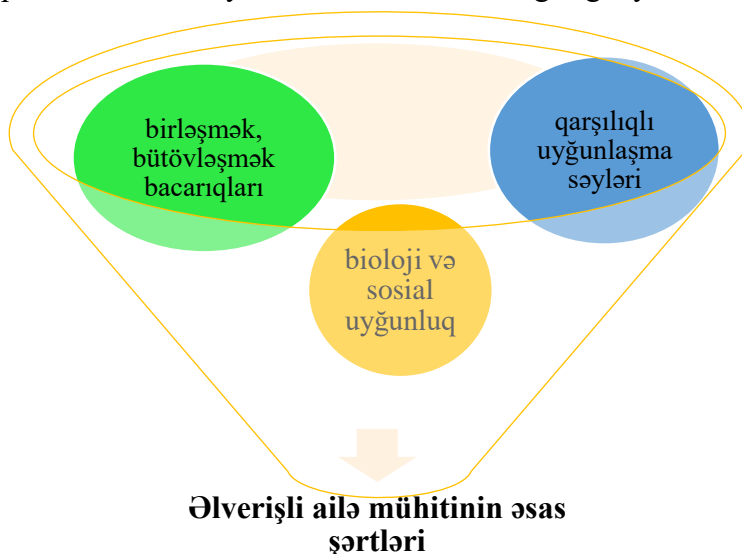 birləşmək,
bütövləşmək
bacarıqları
qarşılıqlı
uyğunlaşma
səyləri
bioloji və
sosial
uyğunluq
Əlverişli ailə mühitinin əsas
şərtləri